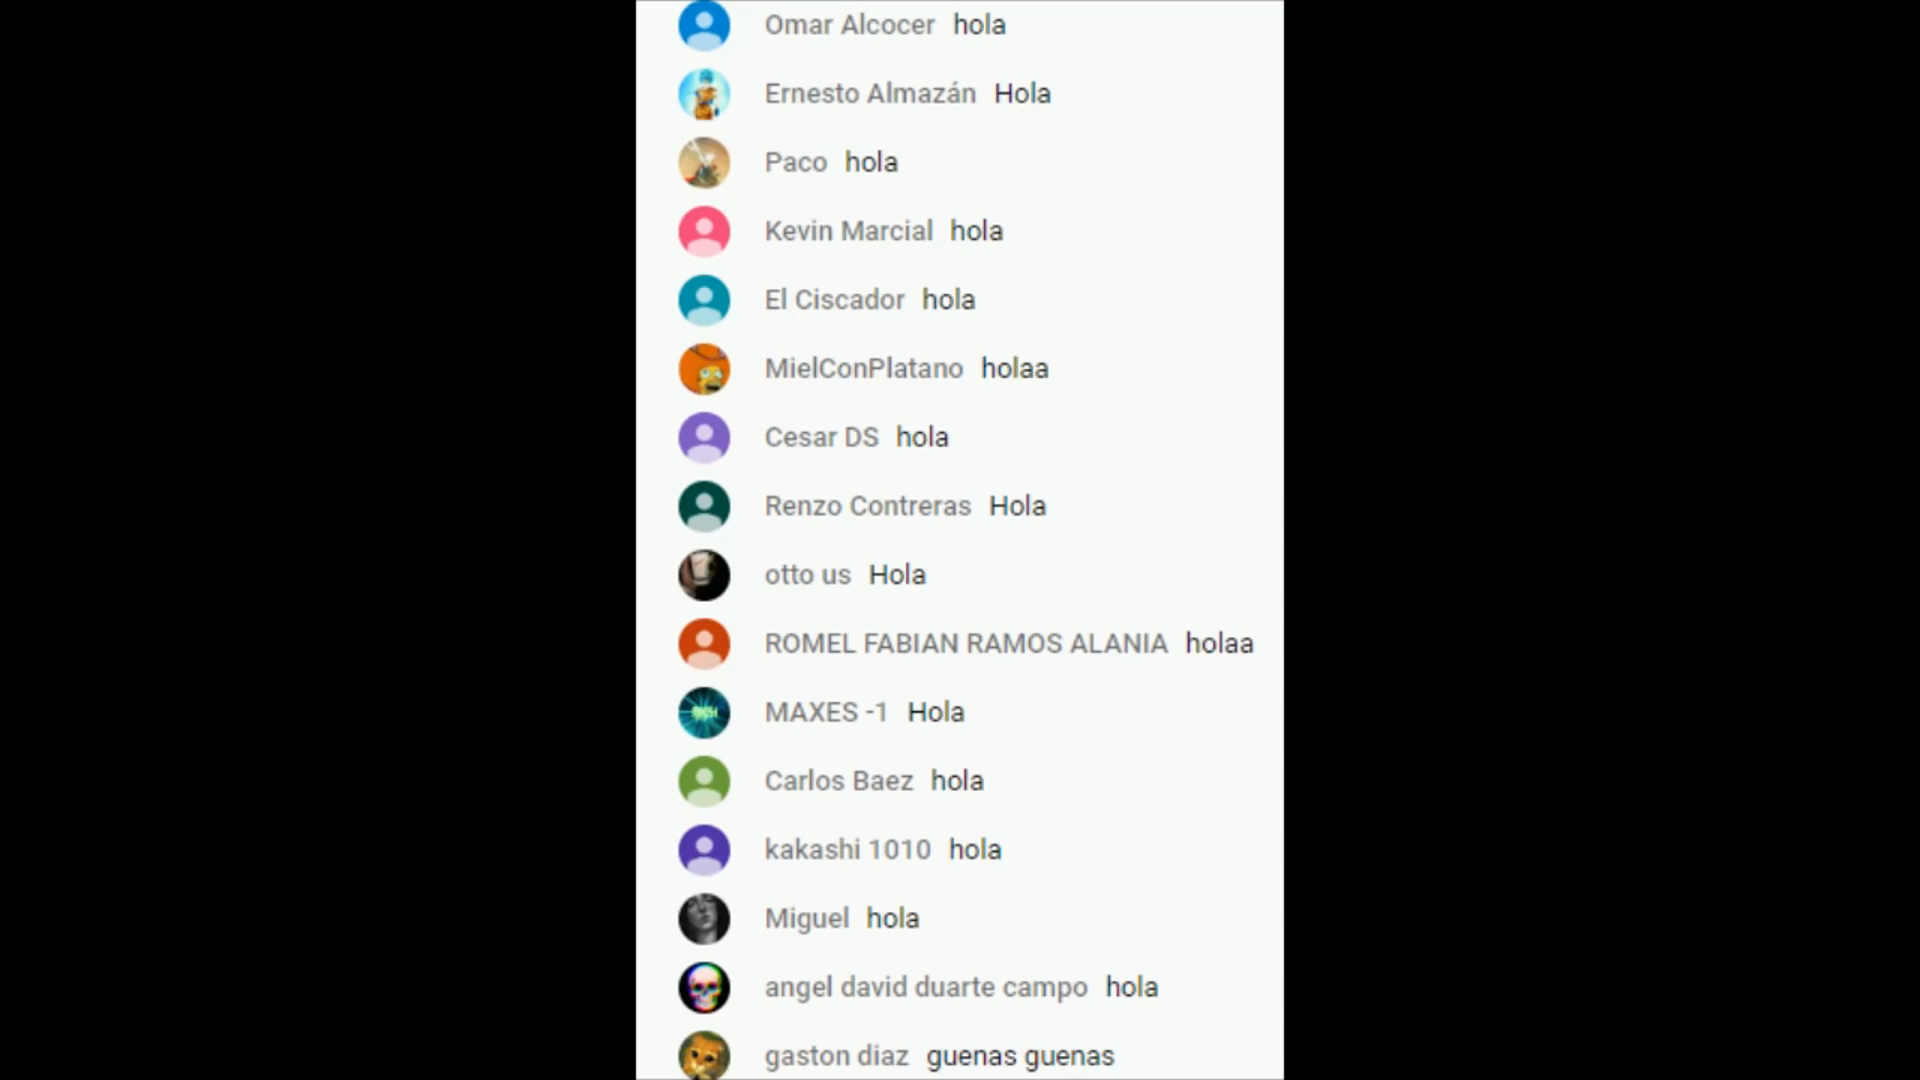 Omar Alcocer hola
Ernesto Almazán Hola
Paco hola
Kevin Marcial hola
El Ciscador hola
MielConPlatano holaa
Cesar DS hola
Renzo Contreras Hola
otto us Hola
ROMEL FABIAN RAMOS ALANIA holaa
MAXES -1 Hola
Carlos Baez hola
kakashi 1010 hola
Miguel hola
angel david duarte campo hola
gaston diaz guenas guenas